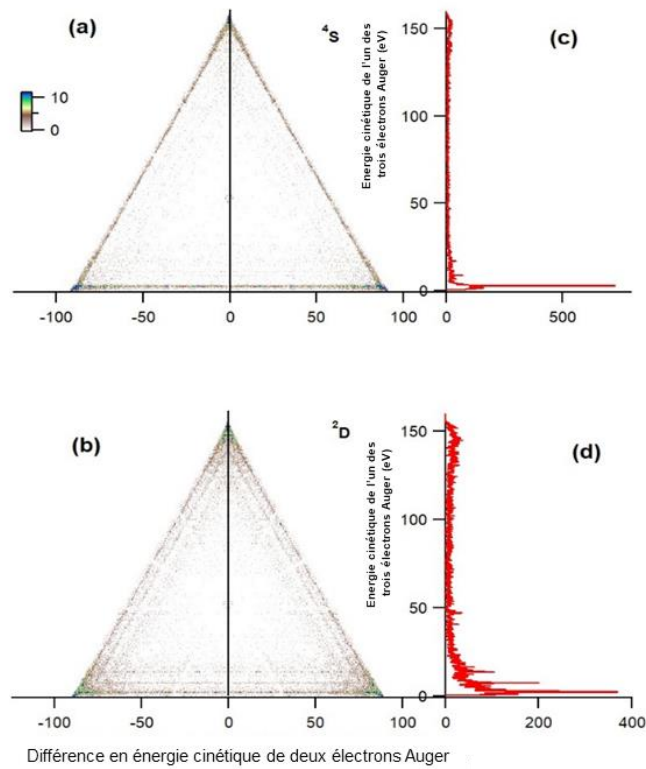 (a)
4S
(c)
Energie cinétique de l'un des
trois électrons Auger (eV)
150
100
50
0
10
0
-100
-50
0
50
100
0
500
(b)
2D
(d)
Energie cinétique de l'un des
trois électrons Auger (eV)
150
100
50
0
-100
-50
0
50
100
0
200
400
Différence en énergie cinétique de deux électrons Auger